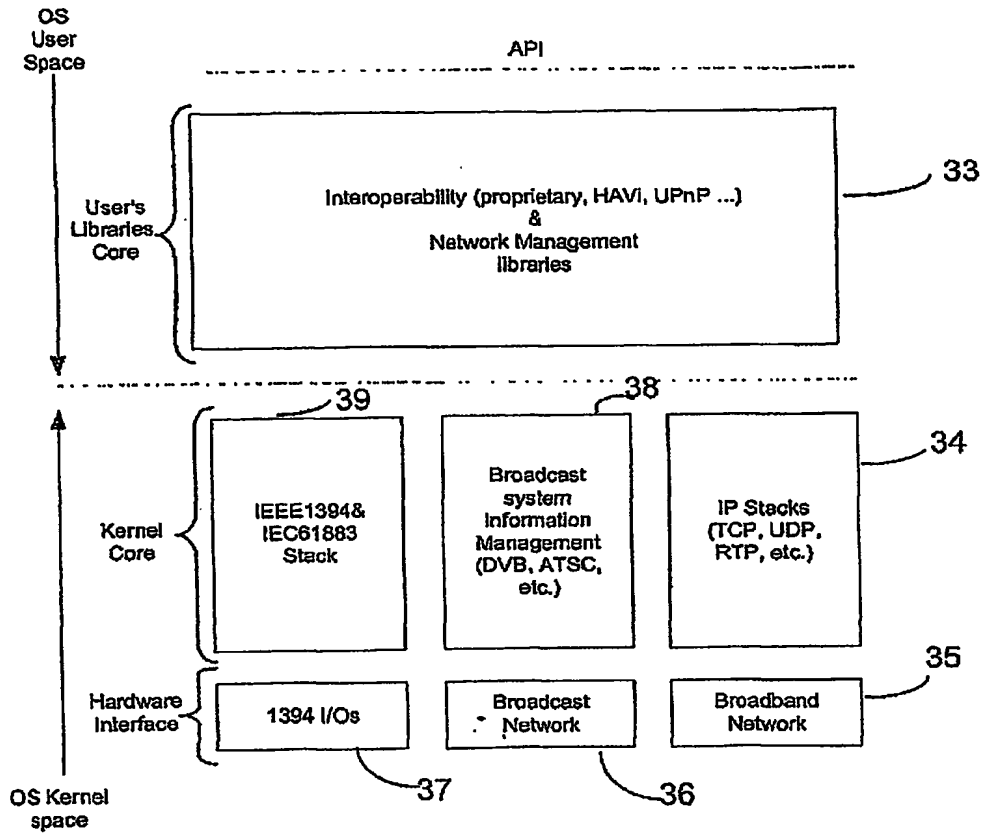 OS
User
Space
API
User's
Libraries
Core
Interoperability (proprietary, HAVi, UPnP ...)
&
Network Management
libraries
33
39
38
34
Kernel
Core
IEEE1394&
IEC61883
Stack
Broadcast
system
Information
Management
(DVB, ATSC,
etc.)
IP Stacks
(TCP, UDP,
RTP, etc.)
35
Hardware
Interface
1394 I/Os
Broadcast
Network
Broadband
Network
37
36
OS Kernel
space